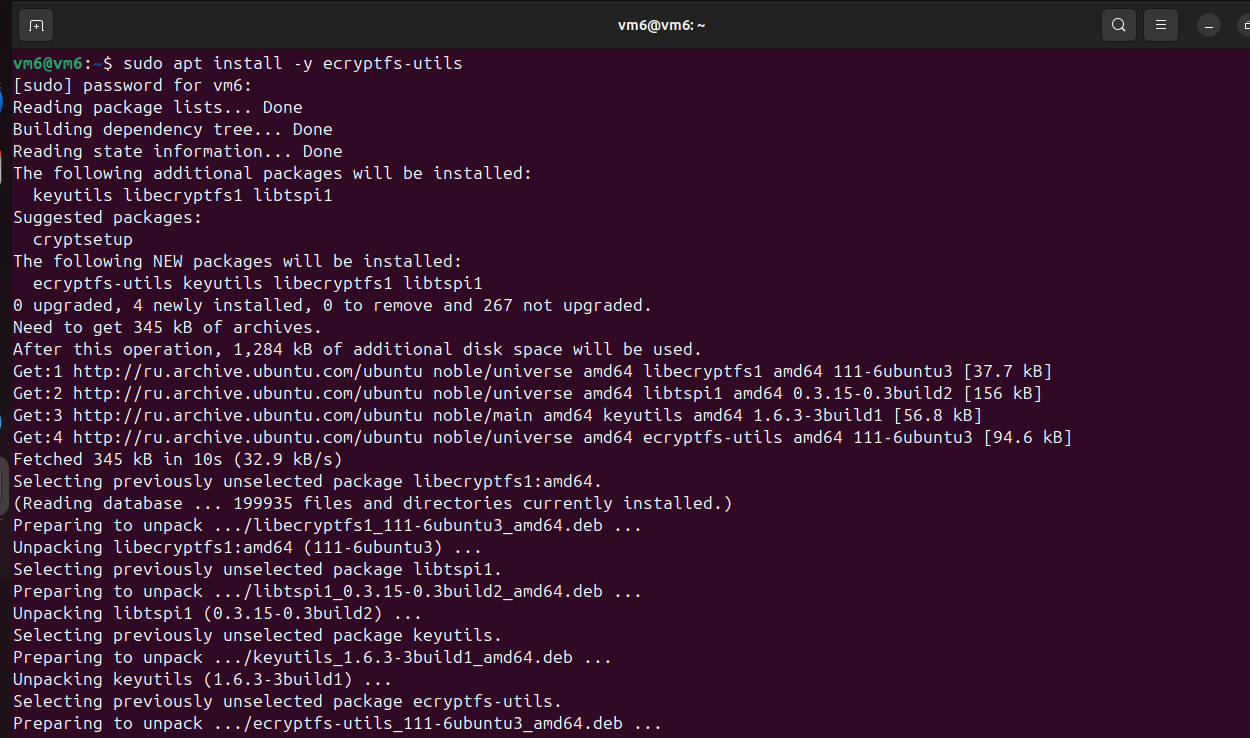 vm6@vm6: ~
vm6@vm6:~$ sudo apt install -y ecryptfs-utils
[sudo] password for vm6:
Reading package lists... Done
Building dependency tree... Done
Reading state information... Done
The following additional packages will be installed:
  keyutils libecryptfs1 libtspi1
Suggested packages:
  cryptsetup
The following NEW packages will be installed:
  ecryptfs-utils keyutils libecryptfs1 libtspi1
0 upgraded, 4 newly installed, 0 to remove and 267 not upgraded.
Need to get 345 kB of archives.
After this operation, 1,284 kB of additional disk space will be used.
Get:1 http://ru.archive.ubuntu.com/ubuntu noble/universe amd64 libecryptfs1 amd64 111-6ubuntu3 [37.7 kB]
Get:2 http://ru.archive.ubuntu.com/ubuntu noble/universe amd64 libtspi1 amd64 0.3.15-0.3build2 [156 kB]
Get:3 http://ru.archive.ubuntu.com/ubuntu noble/main amd64 keyutils amd64 1.6.3-3build1 [56.8 kB]
Get:4 http://ru.archive.ubuntu.com/ubuntu noble/universe amd64 ecryptfs-utils amd64 111-6ubuntu3 [94.6 kB]
Fetched 345 kB in 10s (32.9 kB/s)
Selecting previously unselected package libecryptfs1:amd64.
(Reading database ... 199935 files and directories currently installed.)
Preparing to unpack .../libecryptfs1_111-6ubuntu3_amd64.deb ...
Unpacking libecryptfs1:amd64 (111-6ubuntu3) ...
Selecting previously unselected package libtspi1.
Preparing to unpack .../libtspi1_0.3.15-0.3build2_amd64.deb ...
Unpacking libtspi1 (0.3.15-0.3build2) ...
Selecting previously unselected package keyutils.
Preparing to unpack .../keyutils_1.6.3-3build1_amd64.deb ...
Unpacking keyutils (1.6.3-3build1) ...
Selecting previously unselected package ecryptfs-utils.
Preparing to unpack .../ecryptfs-utils_111-6ubuntu3_amd64.deb ...